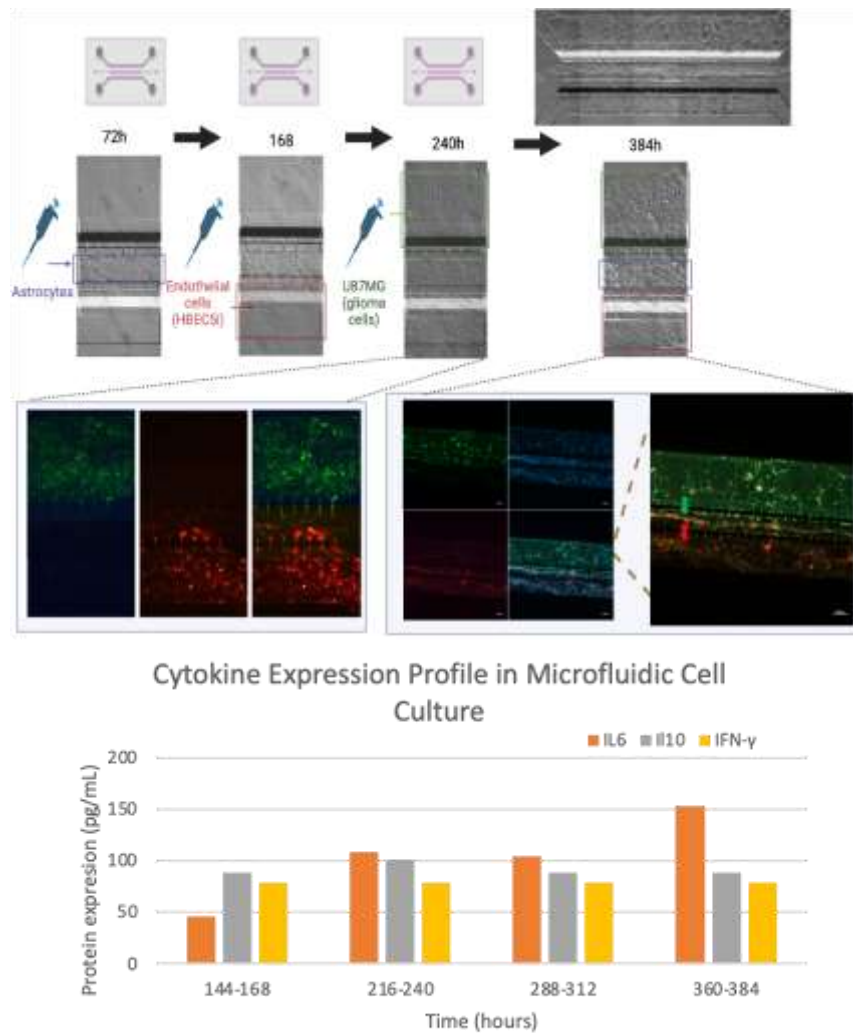 72h
168
240h
384h
Astrocytes
Endothelial
cells
(HBECSi)
U87MG
(glioma
cells)
Cytokine Expression Profile in Microfluidic Cell
Culture
IL6
Il10
IFN-γ
Protein expresion (pg/mL)
200
150
100
50
0
144-168
216-240
288-312
360-384
Time (hours)